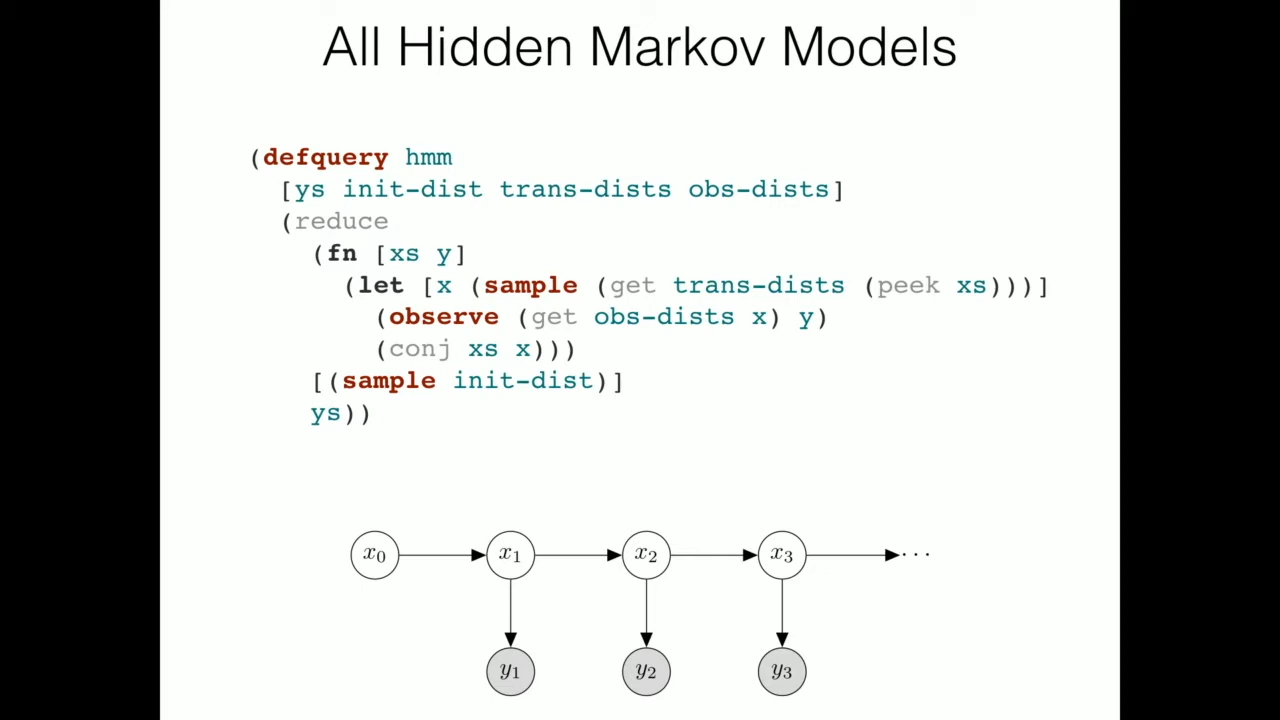 All Hidden Markov Models
(defquery hmm
[ys init-dist trans-dists obs-dists]
(reduce
(fn [xs y]
(let [x (sample (get trans-dists (peek xs)))]
(observe (get obs-dists x) y)
(conj xs x)))
[(sample init-dist)]
ys))
x0 x1 x2 x3 ···
y1 y2 y3